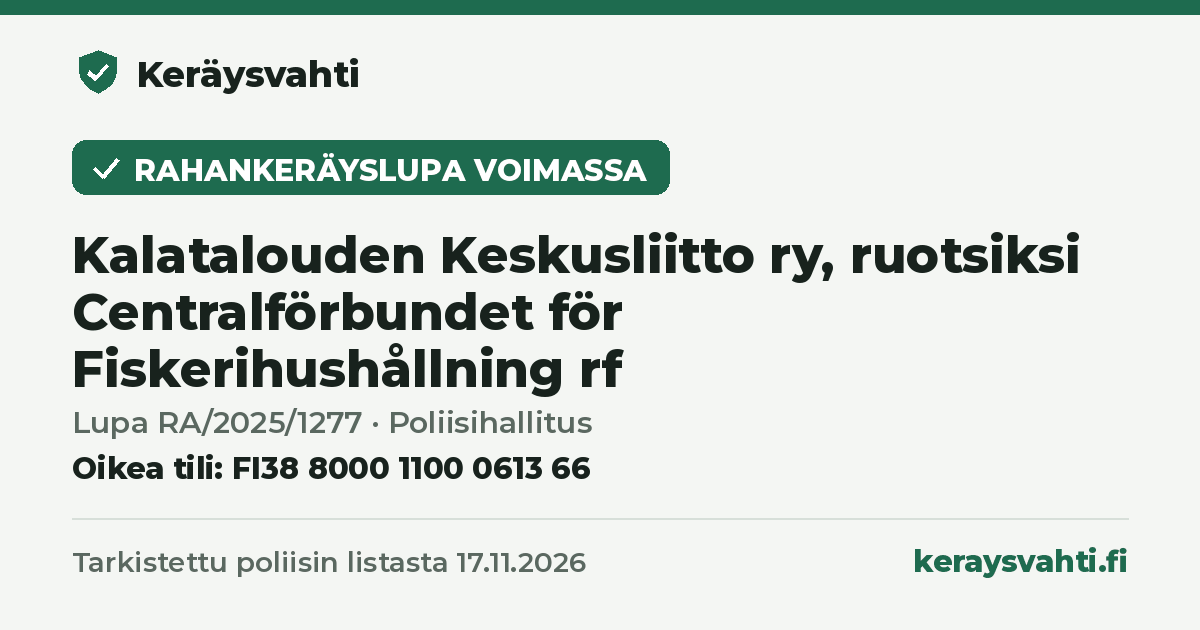 Keräysvahti
RAHANKERÄYSLUPA VOIMASSA
Kalatalouden Keskusliitto ry, ruotsiksi
Centralförbundet för
Fiskerihushållning rf
Lupa RA/2025/1277 · Poliisihallitus
Oikea tili: FI38 8000 1100 0613 66
Tarkistettu poliisin listasta 17.11.2026
keraysvahti.fi